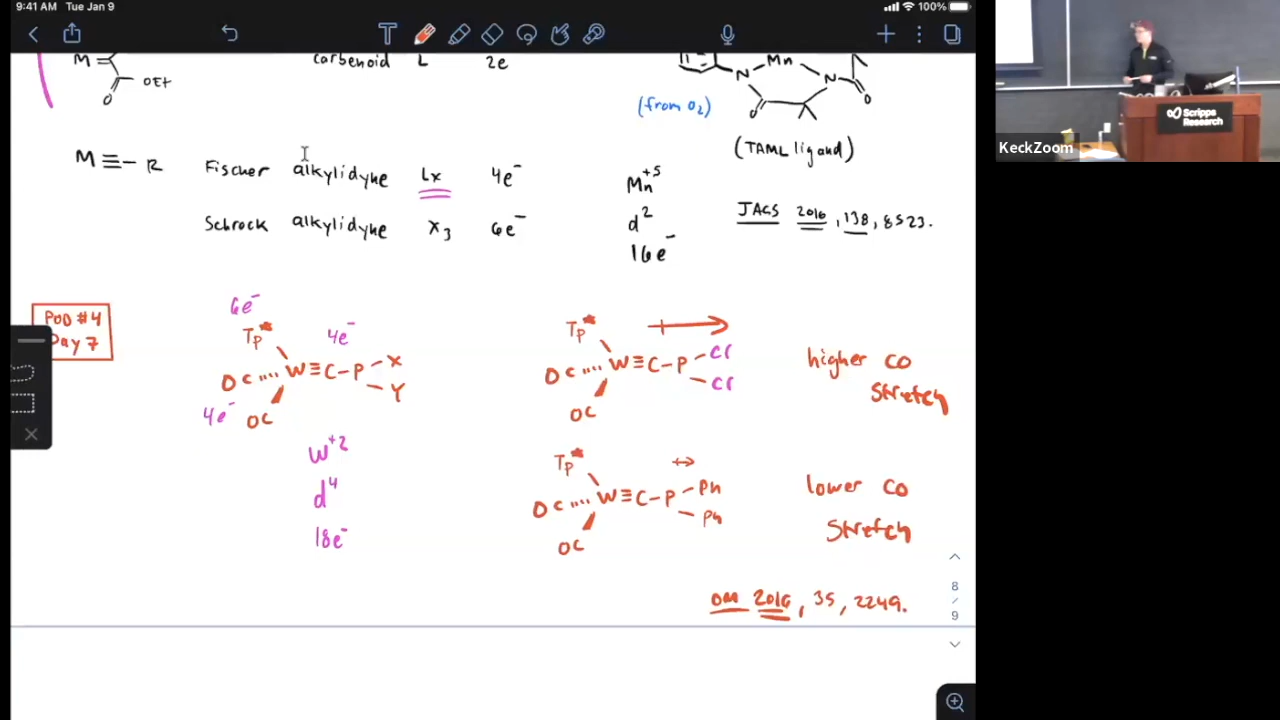 9:41 AM Tue Jan 9
100%
M
OEt
O
carbenoid L 2e
Mn
N N
O O
(from O2)
(TAML ligand)
M≡-R
Fischer alkylidyne LX 4e-
Schrock alkylidyne X3 6e-
Mn+5
d2
16e-
JACS 2016, 138, 8523.
POD #4
Day 7
6e-
Tp*
4e-
OC W≡C-P X
Y
4e-
OC
W+2
d4
18e-
Tp*
OC W≡C-P Cl
Cl
OC
higher CO
stretch
Tp*
OC W≡C-P Ph
Ph
OC
lower CO
stretch
OM 2016, 35, 2249.
8
/
9
Scripps
Research
KeckZoom